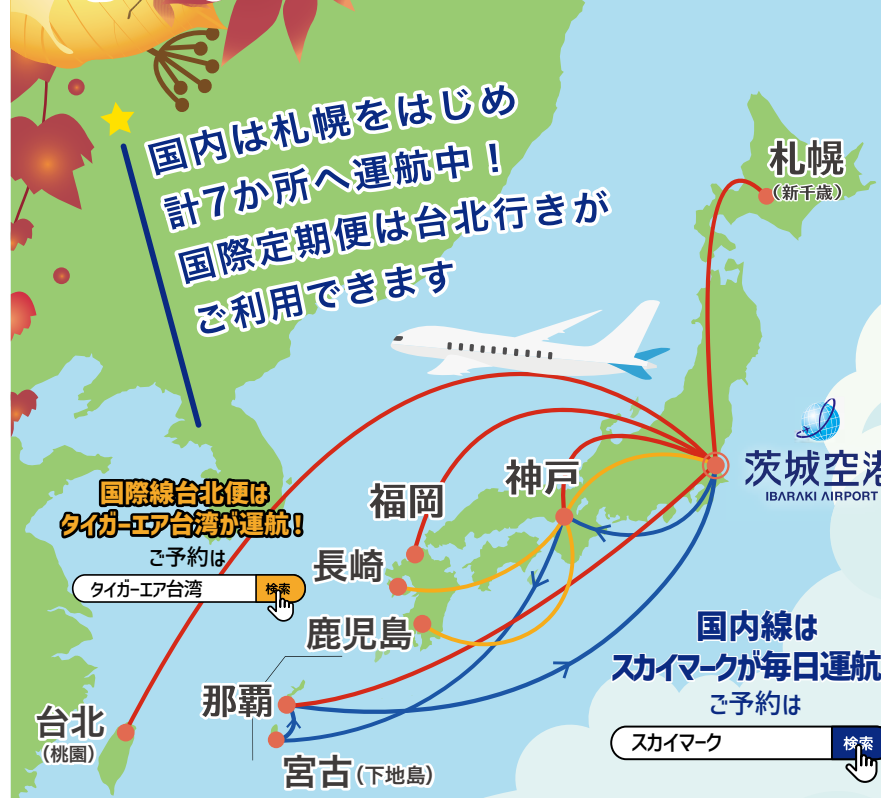 国内は札幌をはじめ
計7か所へ運航中！
国際定期便は台北行きが
ご利用できます
札幌
（新千歳）
茨城空港
IBARAKI AIRPORT
神戸
福岡
国際線台北便は
タイガーエア台湾が運航！
ご予約は
タイガーエア台湾
検索
長崎
鹿児島
那覇
国内線は
スカイマークが毎日運航
ご予約は
スカイマーク
検索
台北
（桃園）
宮古（下地島）